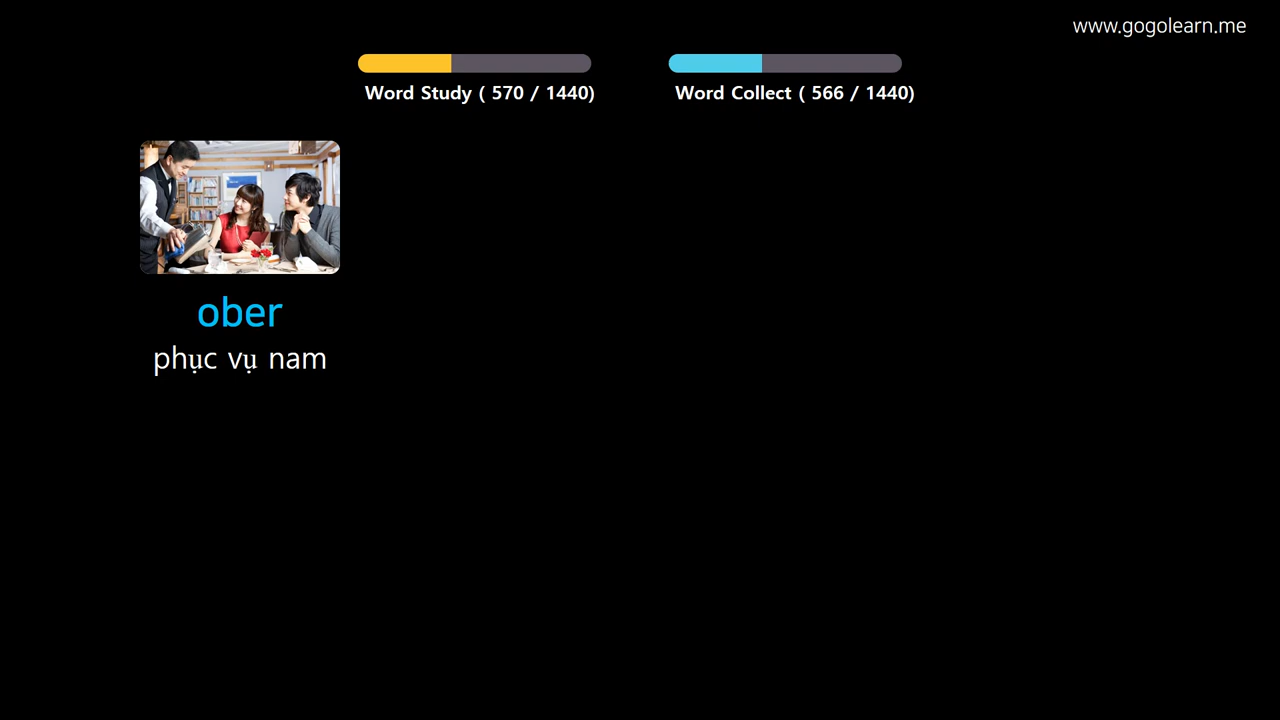 www.gogolearn.me
Word Study ( 570 / 1440)
Word Collect ( 566 / 1440)
ober
phục vụ nam